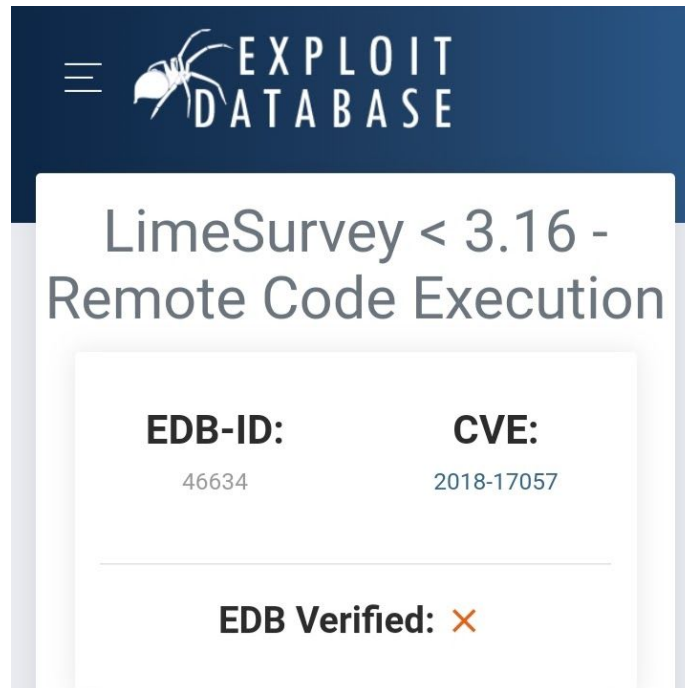 EXPLOIT
DATABASE
LimeSurvey < 3.16 -
Remote Code Execution
EDB-ID:
46634
CVE:
2018-17057
EDB Verified: ×